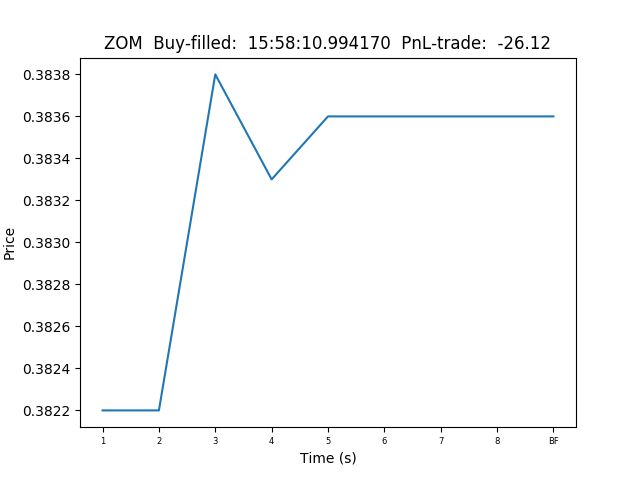 ZOM  Buy-filled:  15:58:10.994170  PnL-trade:  -26.12
0.3838
0.3836
0.3834
0.3832
0.3830
0.3828
0.3826
0.3824
0.3822
Price
1 2 3 4 5 6 7 8 BF
Time (s)